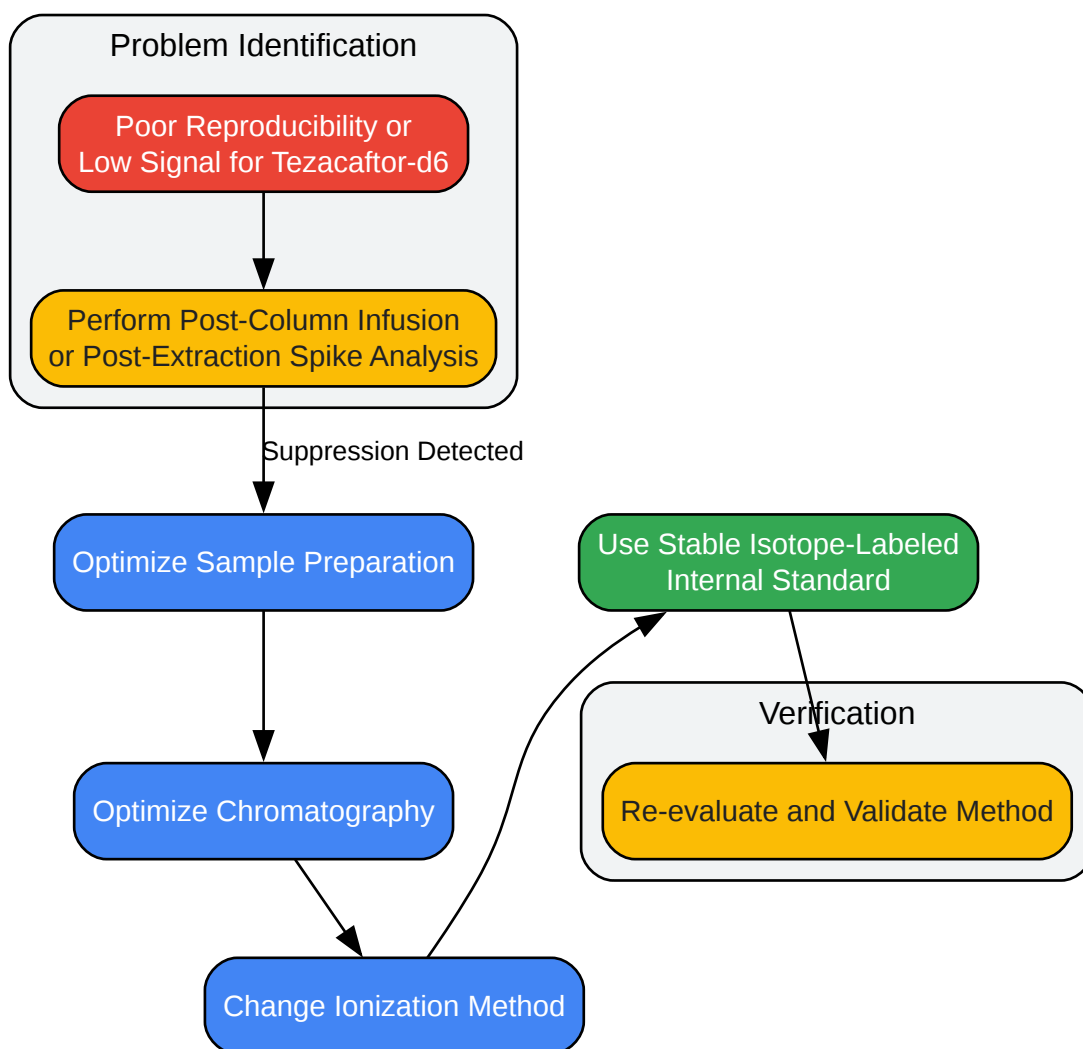 Problem Identification
Poor Reproducibility or
Low Signal for Tezacaftor-d6
Perform Post-Column Infusion
or Post-Extraction Spike Analysis
Suppression Detected
Optimize Sample Preparation
Optimize Chromatography
Change Ionization Method
Use Stable Isotope-Labeled
Internal Standard
Verification
Re-evaluate and Validate Method